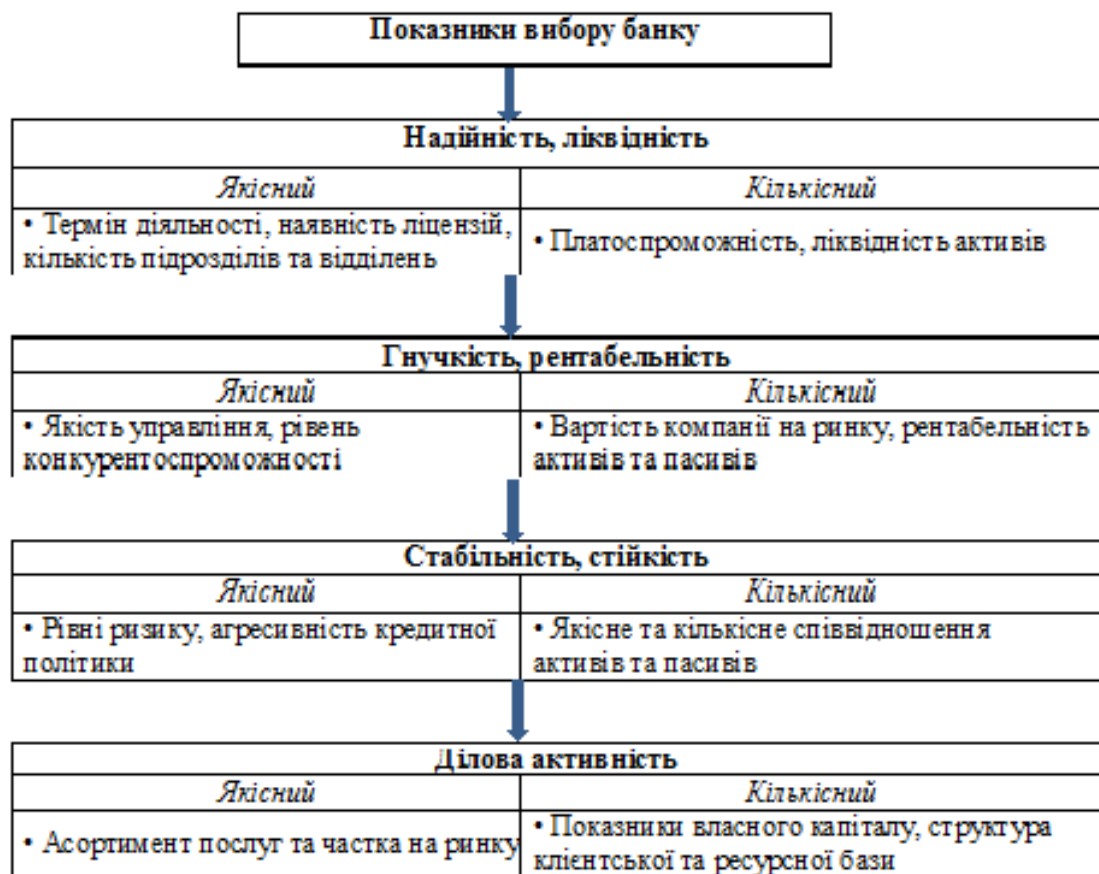 Показники вибору банку
Надійність, ліквідність
Якісний
Кількісний
• Термін діяльності, наявність ліцензій,
кількість підрозділів та відділень
• Платоспроможність, ліквідність активів
Гнучкість, рентабельність
Якісний
Кількісний
• Якість управління, рівень
конкурентоспроможності
• Вартість компанії на ринку, рентабельність
активів та пасивів
Стабільність, стійкість
Якісний
Кількісний
• Рівні ризику, агресивність кредитної
політики
• Якісне та кількісне співвідношення
активів та пасивів
Ділова активність
Якісний
Кількісний
• Асортимент послуг та частка на ринку
• Показники власного капіталу, структура
клієнтської та ресурсної бази